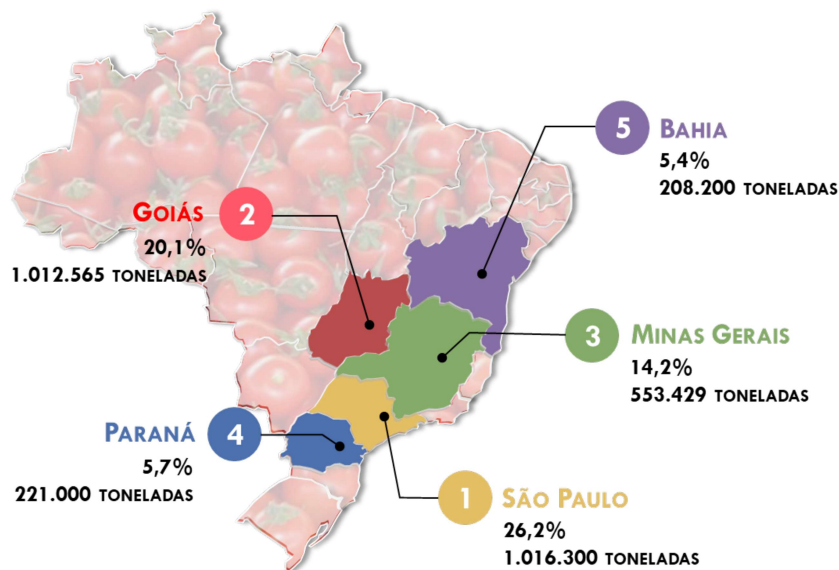 5
BAHIA
5,4%
208.200 TONELADAS
GOIÁS
2
20,1%
1.012.565 TONELADAS
3
MINAS GERAIS
14,2%
553.429 TONELADAS
PARANÁ
4
5,7%
221.000 TONELADAS
1
SÃO PAULO
26,2%
1.016.300 TONELADAS